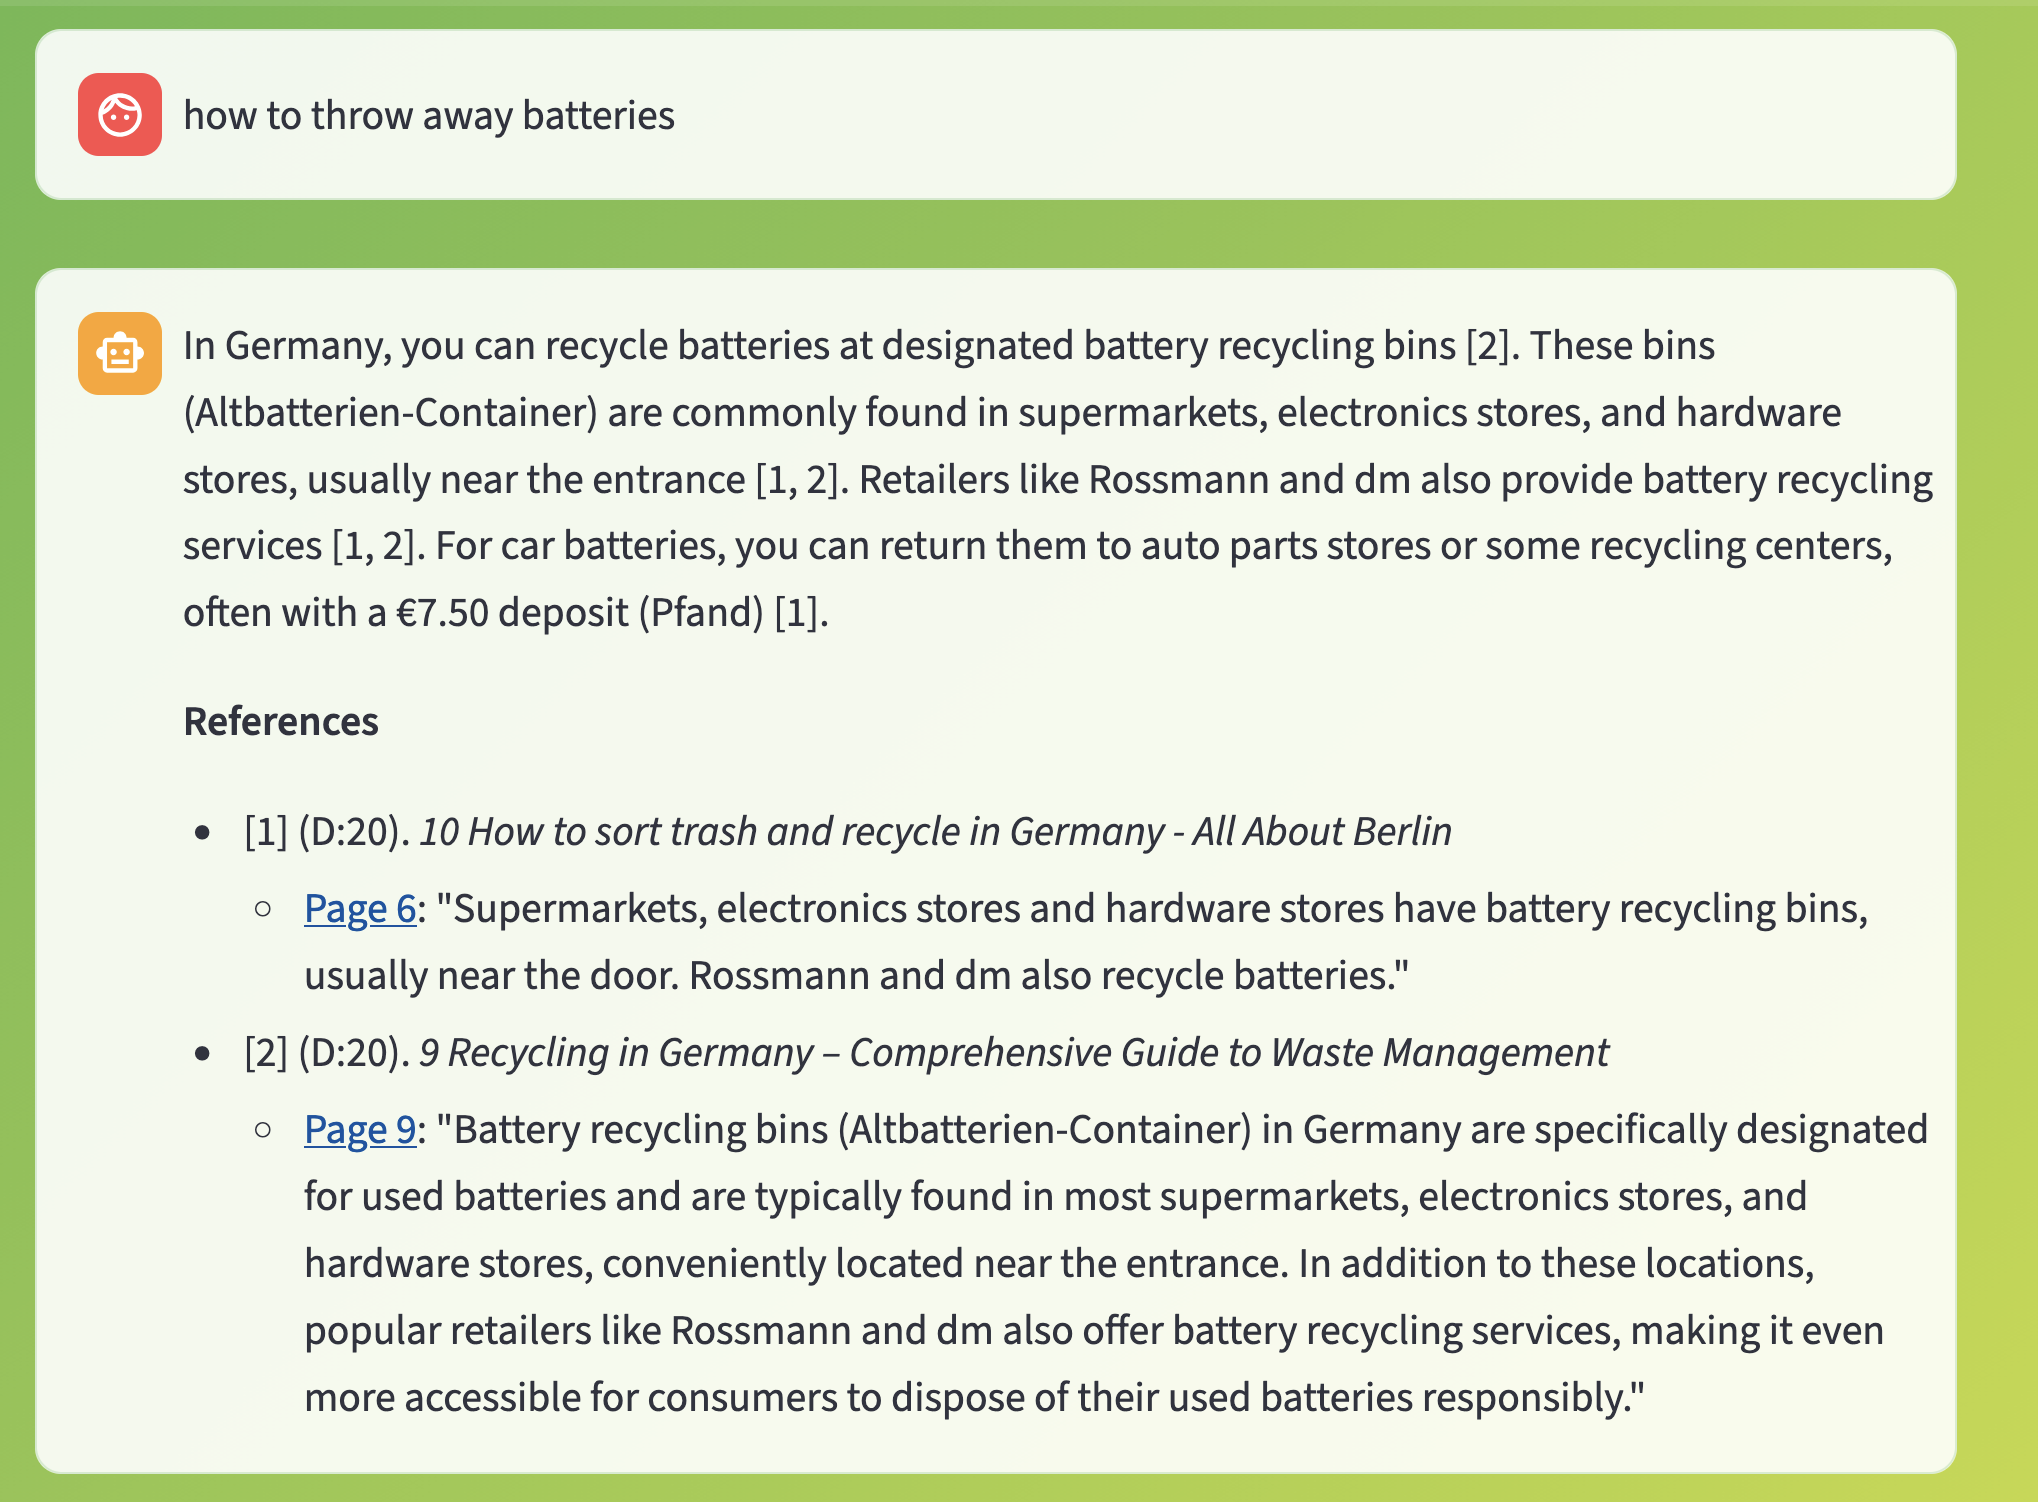 how to throw away batteries
In Germany, you can recycle batteries at designated battery recycling bins [2]. These bins
(Altbatterien-Container) are commonly found in supermarkets, electronics stores, and hardware
stores, usually near the entrance [1, 2]. Retailers like Rossmann and dm also provide battery recycling
services [1, 2]. For car batteries, you can return them to auto parts stores or some recycling centers,
often with a €7.50 deposit (Pfand) [1].
References
[1] (D:20). 10 How to sort trash and recycle in Germany - All About Berlin
Page 6: "Supermarkets, electronics stores and hardware stores have battery recycling bins,
usually near the door. Rossmann and dm also recycle batteries."
[2] (D:20). 9 Recycling in Germany – Comprehensive Guide to Waste Management
Page 9: "Battery recycling bins (Altbatterien-Container) in Germany are specifically designated
for used batteries and are typically found in most supermarkets, electronics stores, and
hardware stores, conveniently located near the entrance. In addition to these locations,
popular retailers like Rossmann and dm also offer battery recycling services, making it even
more accessible for consumers to dispose of their used batteries responsibly."